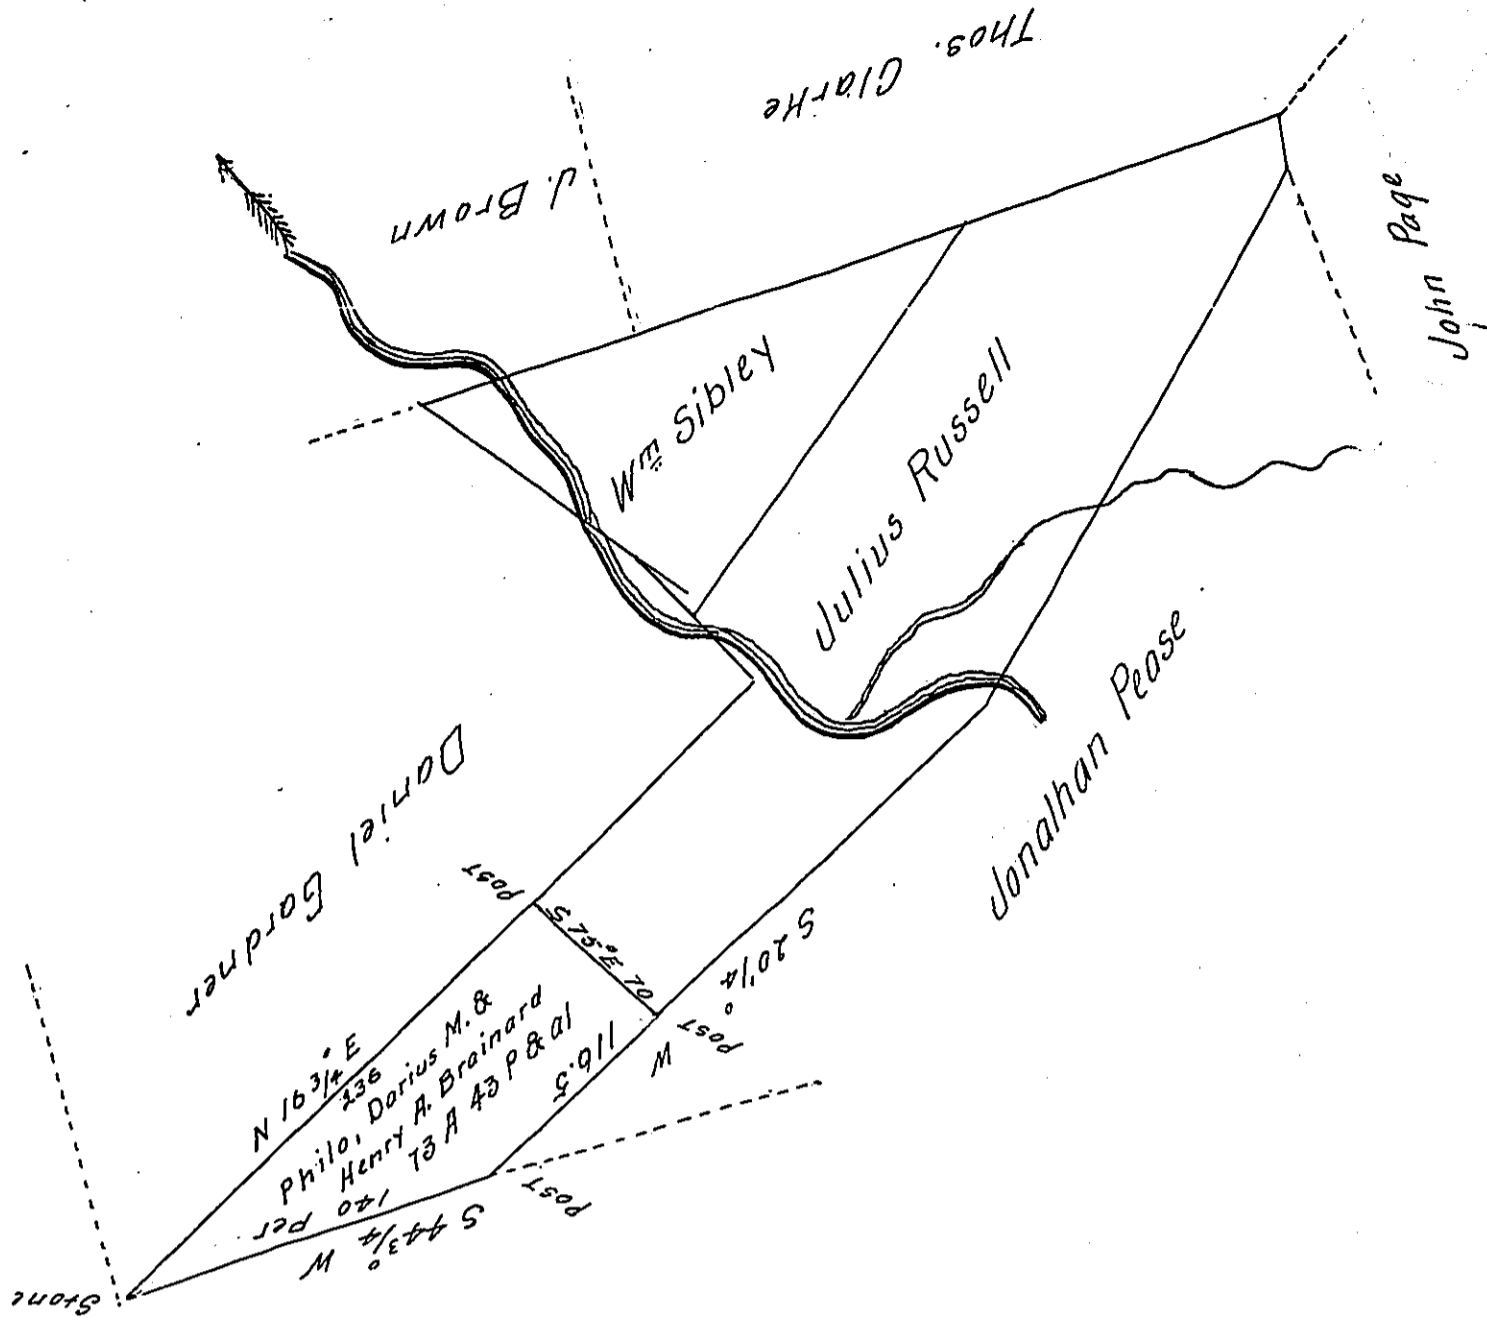 Thos. Clarke
J. Brown
John Page
Wm Sibley
Julius Russell
Jonathan Pease
Daniel Gardner
Post
S 75° E 70
S 20 1/4° W
Post
116.5
N 16 3/4° E
236
Philo, Darius M. &
Henry A. Brainard
73 A 43 P & al
140 Per
S 44 3/4° W
Post
Stone